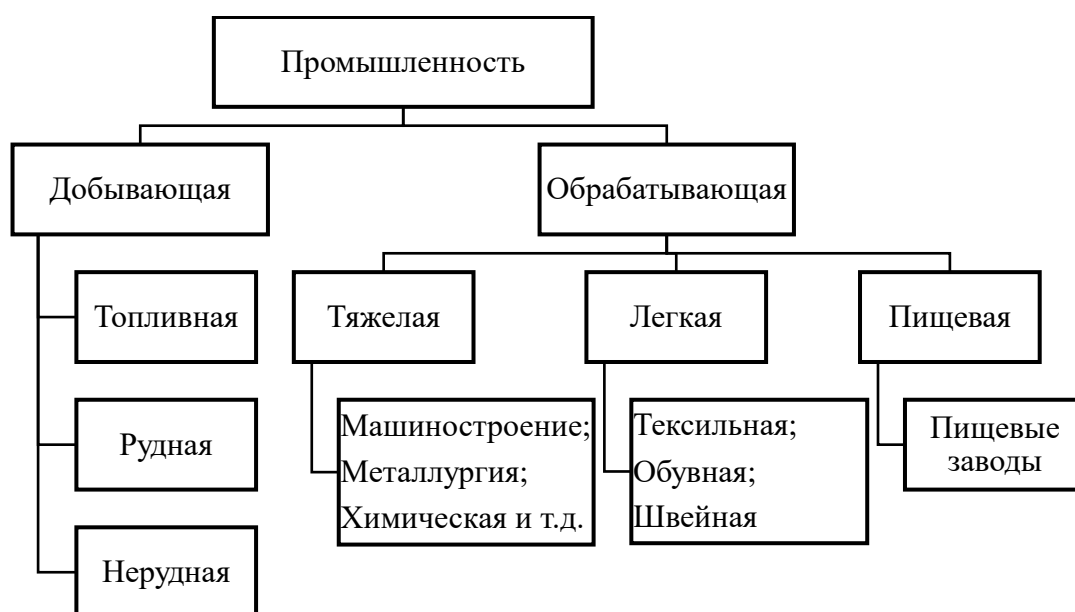 Промышленность
Добывающая
Обрабатывающая
Топливная
Тяжелая
Легкая
Пищевая
Рудная
Машиностроение;
Металлургия;
Химическая и т.д.
Тексильная;
Обувная;
Швейная
Пищевые
заводы
Нерудная